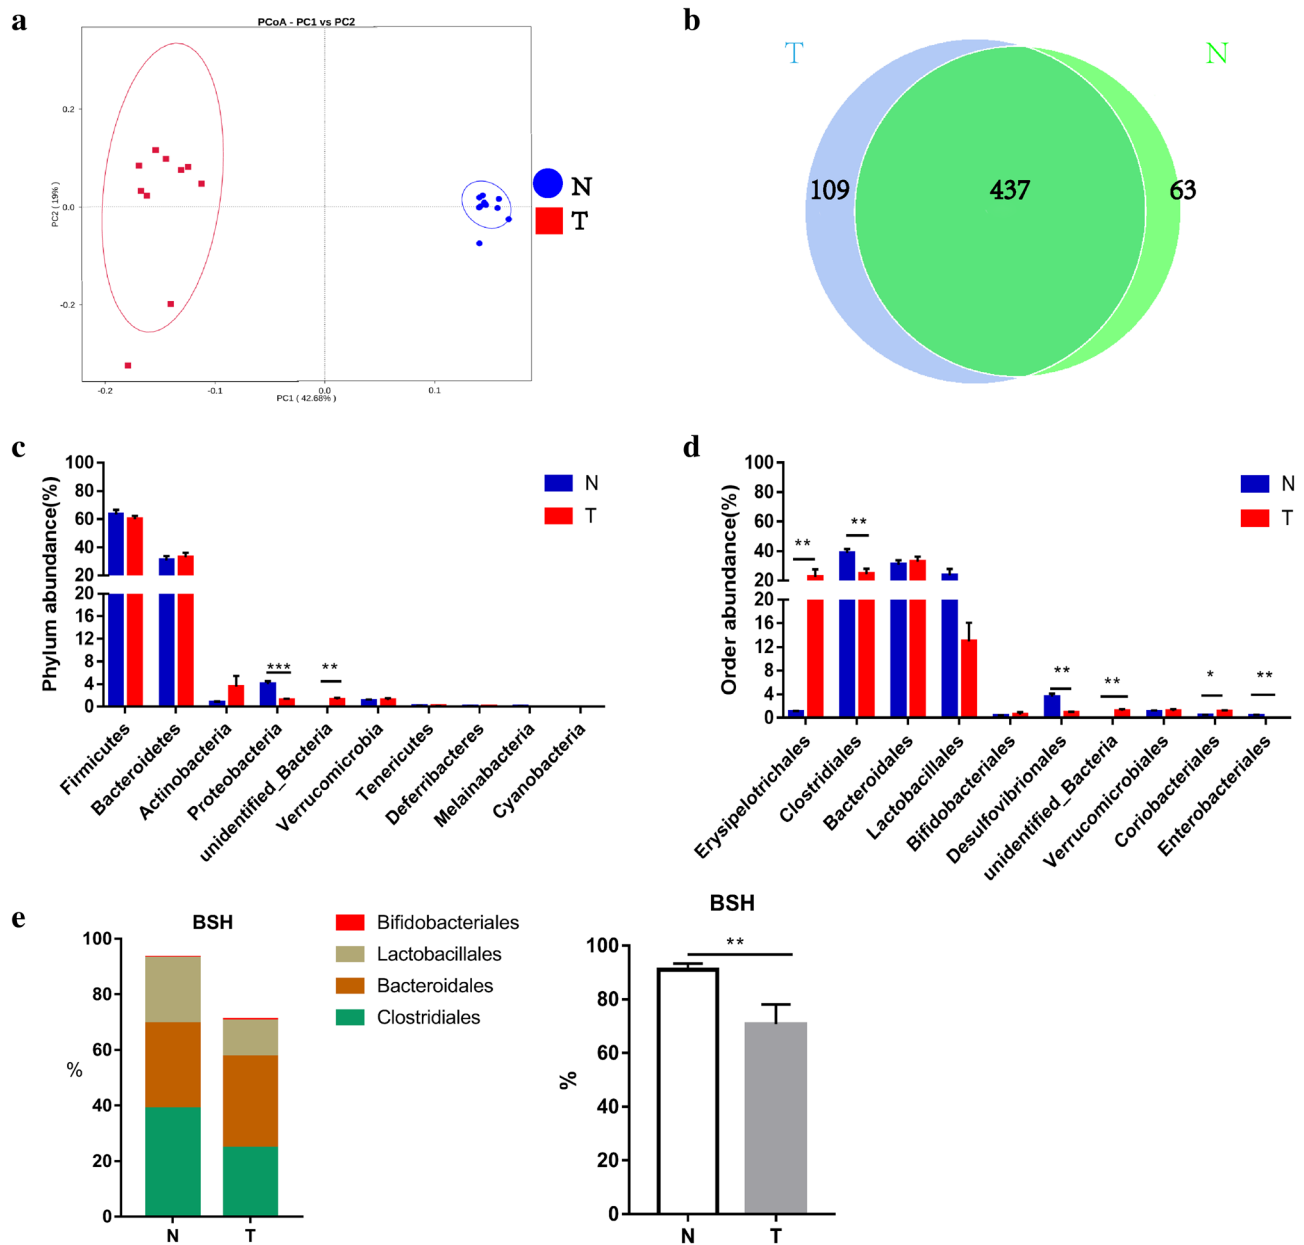 a
PCoA - PC1 vs PC2
0.2
0.0
-0.2
PC2 ( 19% )
-0.2
-0.1
0.0
0.1
PC1 ( 42.68% )
N
T
b
T
N
109
437
63
c
Phylum abundance(%)
100
80
60
40
20
20
16
12
8
4
0
***
**
N
T
Firmicutes
Bacteroidetes
Actinobacteria
Proteobacteria
unidentified_Bacteria
Verrucomicrobia
Tenericutes
Deferribacteres
Melainabacteria
Cyanobacteria
d
Order abundance(%)
100
80
60
40
20
20
16
12
8
4
0
**
**
**
**
*
**
N
T
Erysipelotrichales
Clostridiales
Bacteroidales
Lactobacillales
Bifidobacteriales
Desulfovibrionales
unidentified_Bacteria
Verrucomicrobiales
Coriobacteriales
Enterobacteriales
e
BSH
%
100
80
60
40
20
0
N
T
Bifidobacteriales
Lactobacillales
Bacteroidales
Clostridiales
BSH
**
%
100
80
60
40
20
0
N
T